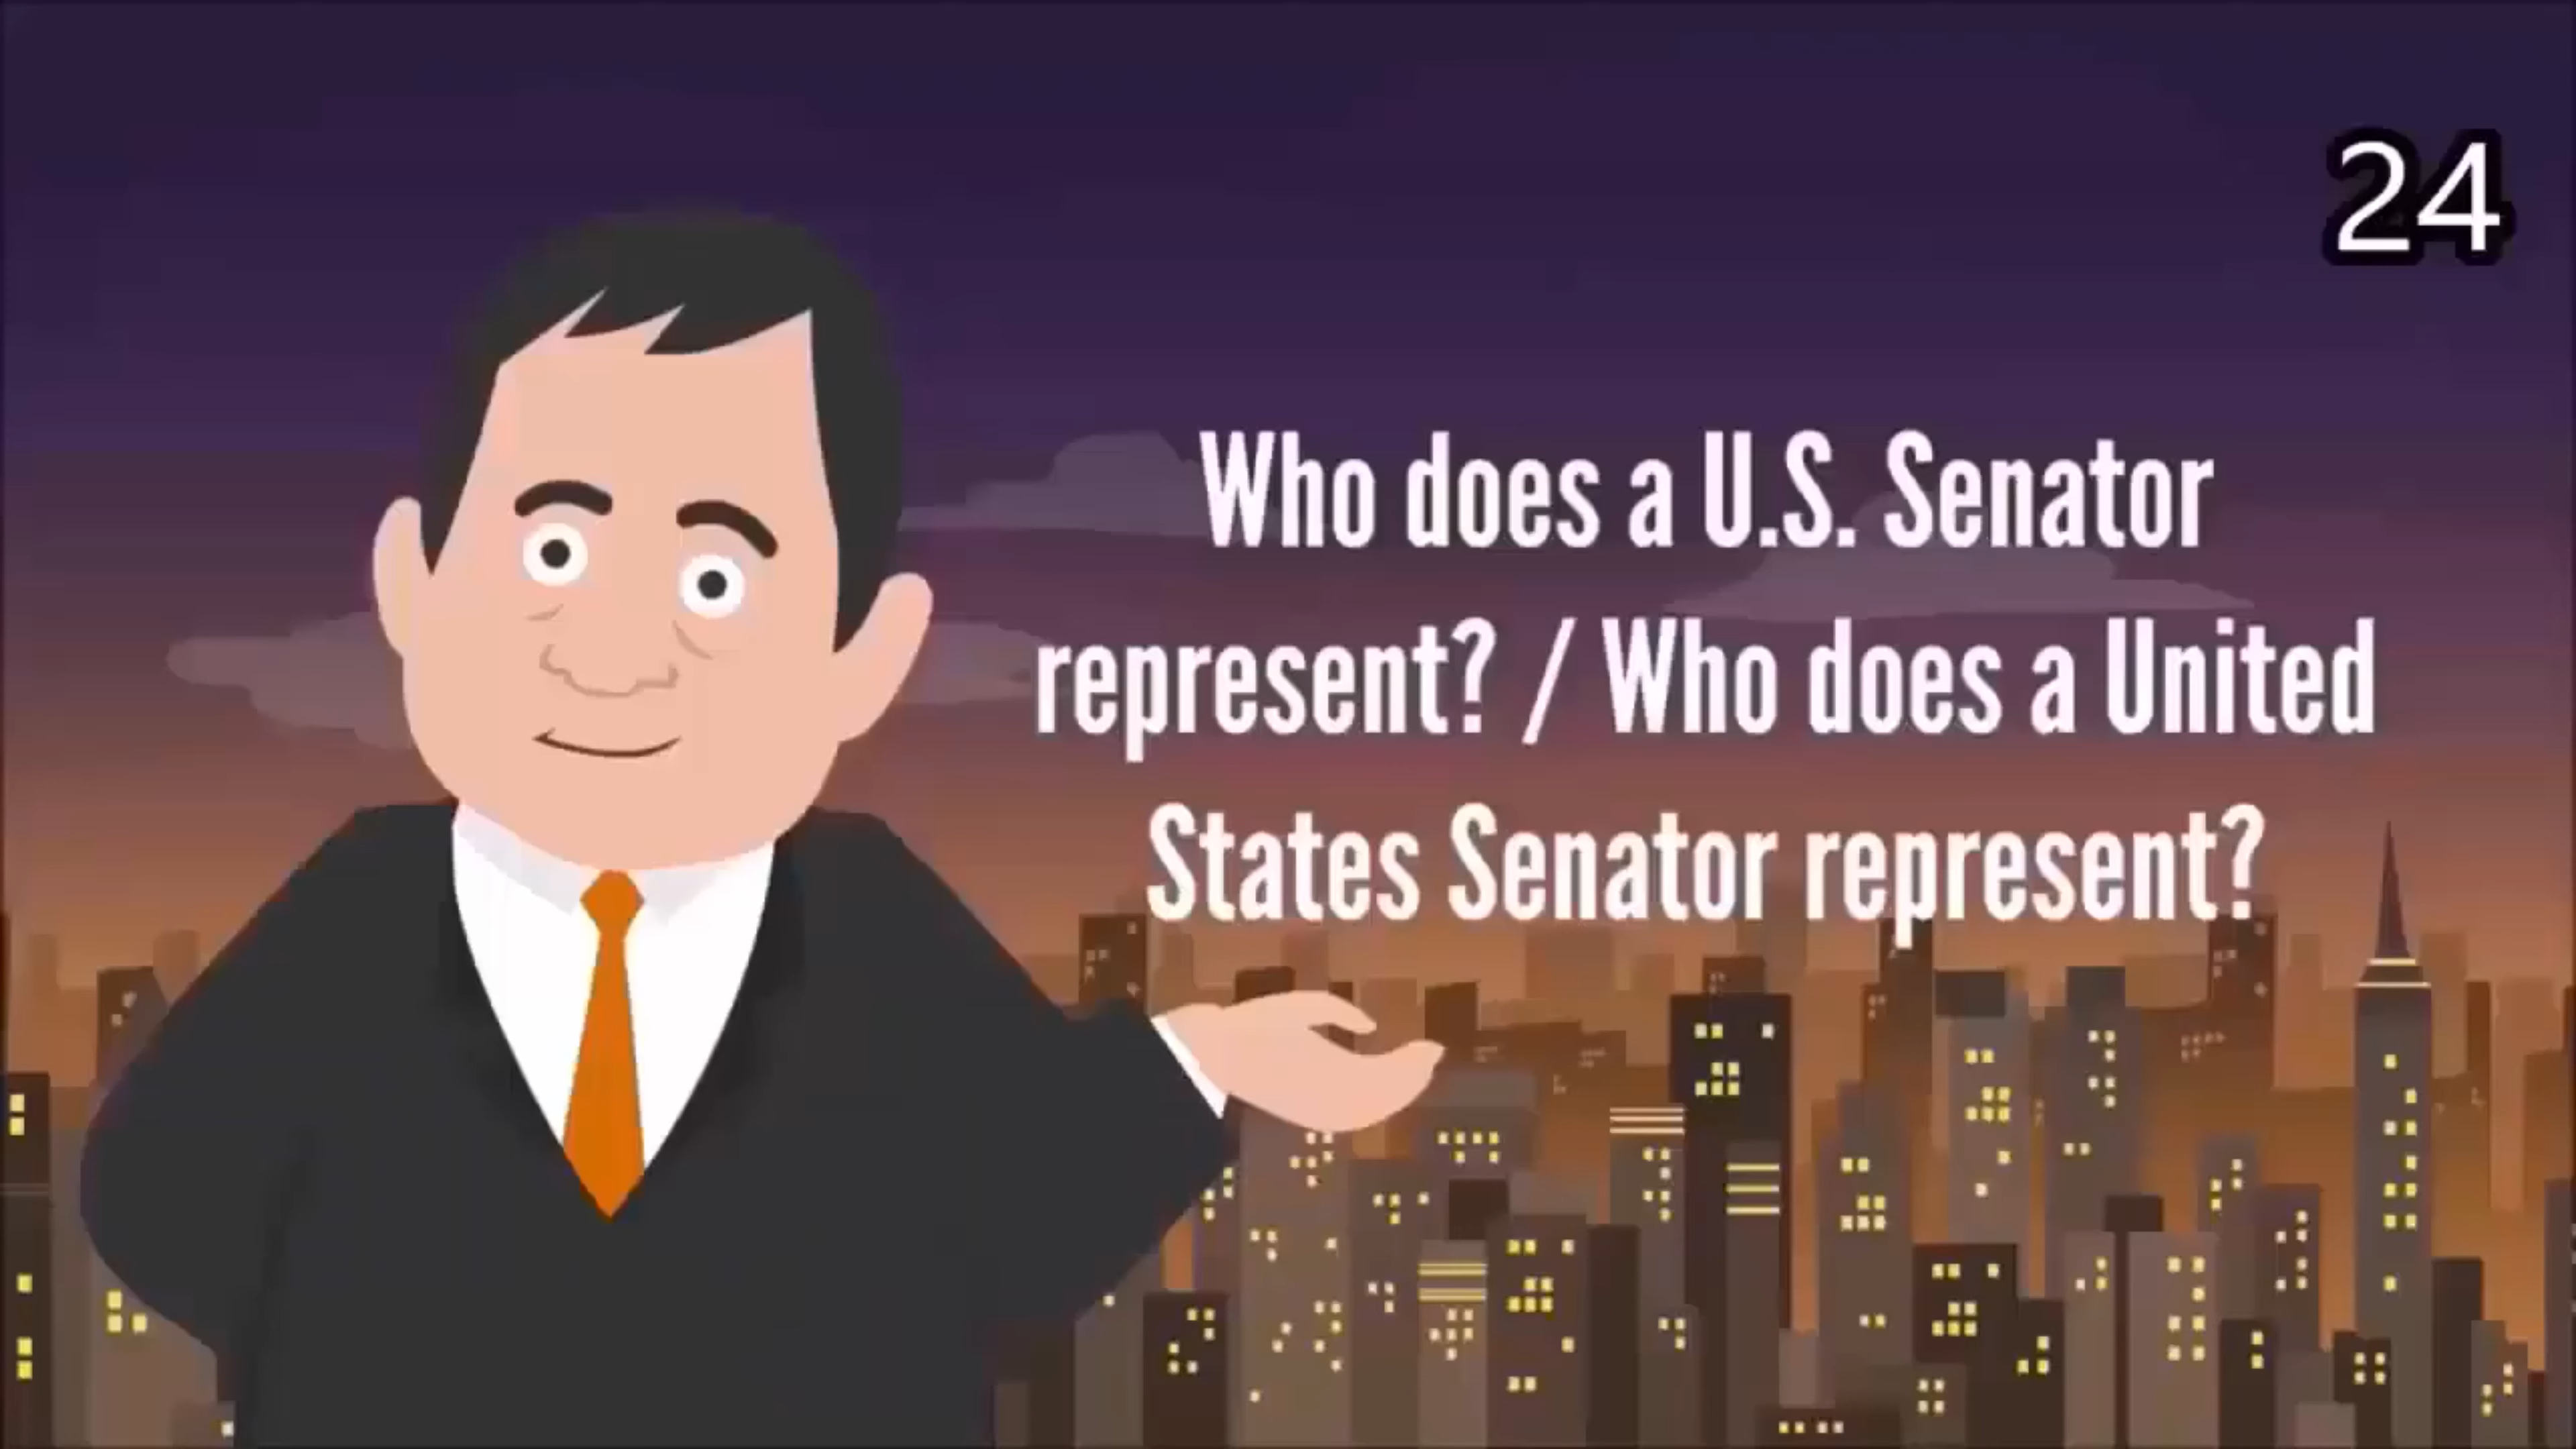 24
Who does a U.S. Senator
represent? / Who does a United
States Senator represent?